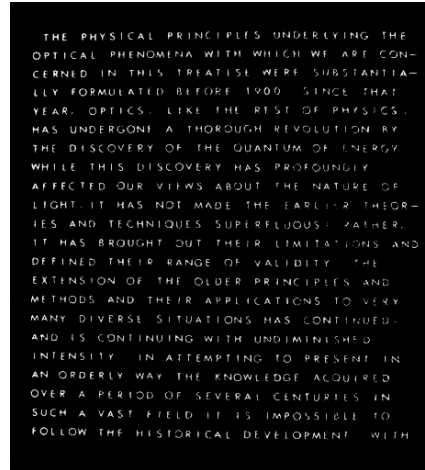 THE PHYSICAL PRINCIPLES UNDERLYING THE
OPTICAL PHENOMENA WITH WHICH WE ARE CON-
CERNED IN THIS TREATISE WERE SUBSTANTIA-
LLY FORMULATED BEFORE 1900. SINCE THAT
YEAR, OPTICS, LIKE THE REST OF PHYSICS,
HAS UNDERGONE A THOROUGH REVOLUTION BY
THE DISCOVERY OF THE QUANTUM OF ENERGY
WHILE THIS DISCOVERY HAS PROFOUNDLY
AFFECTED OUR VIEWS ABOUT THE NATURE OF
LIGHT, IT HAS NOT MADE THE EARLIER THEOR-
IES AND TECHNIQUES SUPERFLUOUS; RATHER,
IT HAS BROUGHT OUT THEIR LIMITATIONS AND
DEFINED THEIR RANGE OF VALIDITY THE
EXTENSION OF THE OLDER PRINCIPLES AND
METHODS AND THEIR APPLICATIONS TO VERY
MANY DIVERSE SITUATIONS HAS CONTINUED,
AND IS CONTINUING WITH UNDIMINISHED
INTENSITY IN ATTEMPTING TO PRESENT IN
AN ORDERLY WAY THE KNOWLEDGE ACQUIRED
OVER A PERIOD OF SEVERAL CENTURIES IN
SUCH A VAST FIELD IT IS IMPOSSIBLE TO
FOLLOW THE HISTORICAL DEVELOPMENT WITH